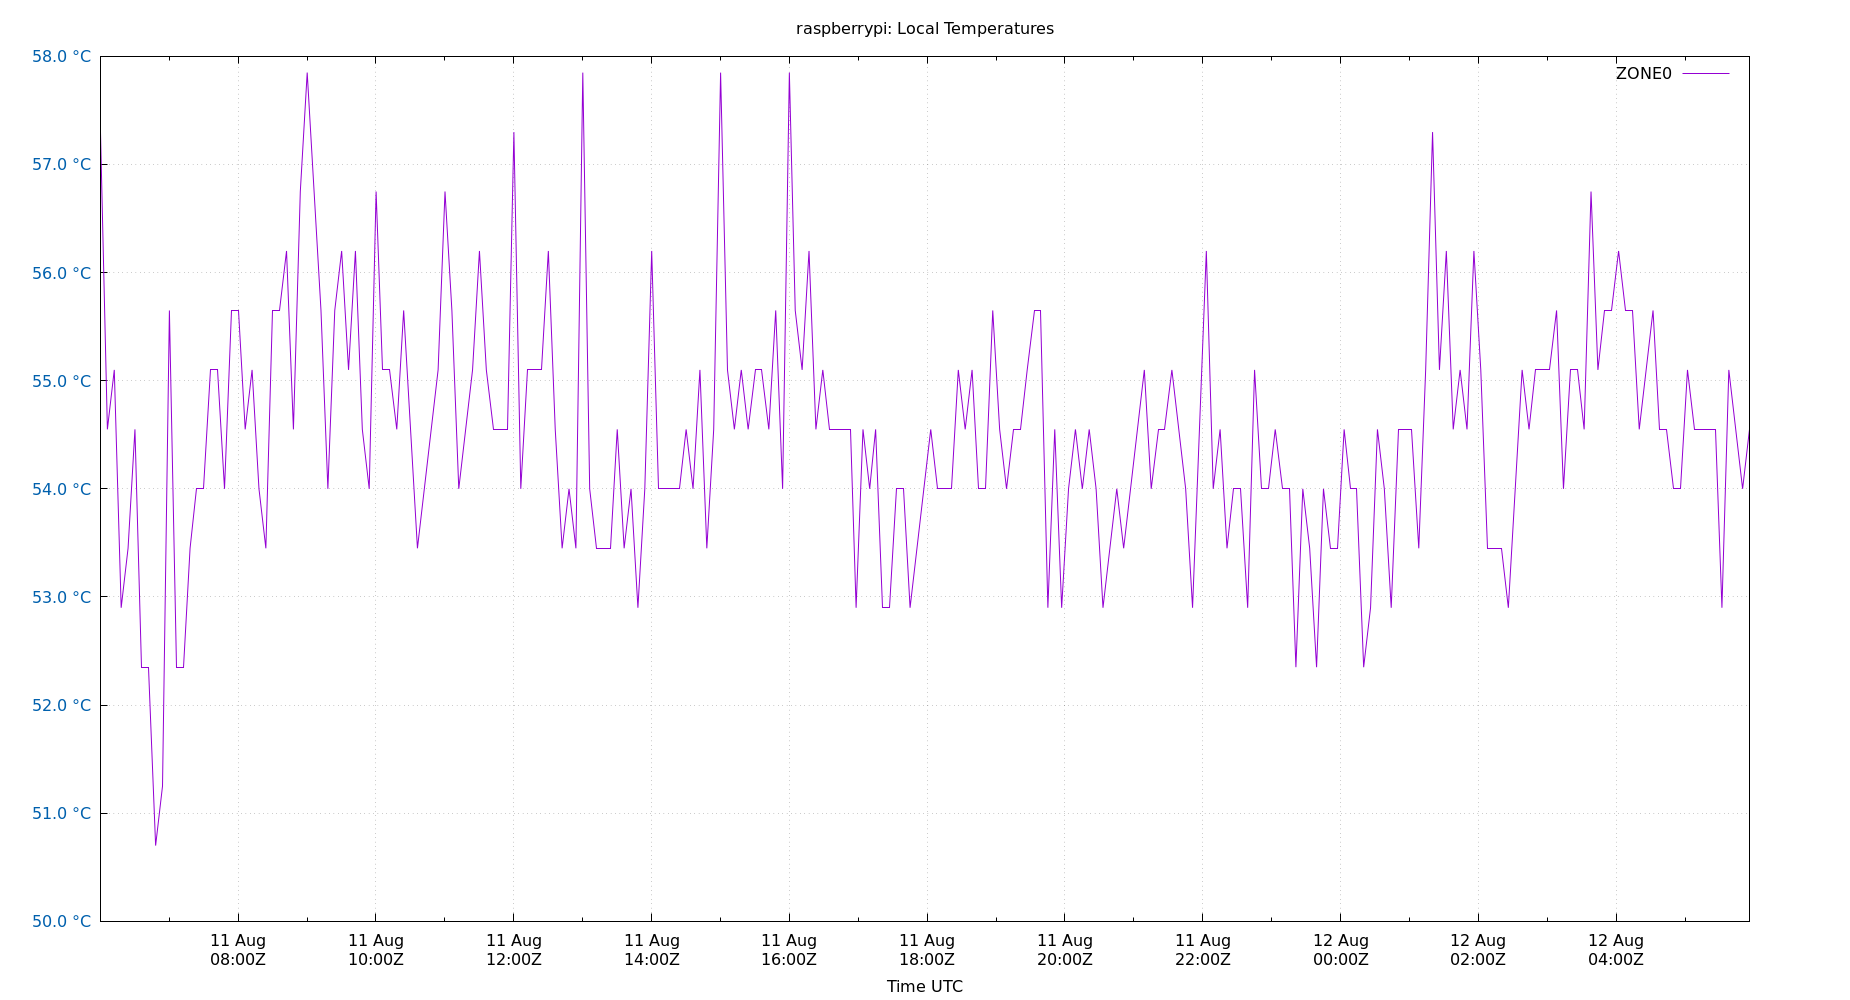 raspberrypi: Local Temperatures
58.0 °C
ZONE0
57.0 °C
56.0 °C
55.0 °C
54.0 °C
53.0 °C
52.0 °C
51.0 °C
50.0 °C
11 Aug 11 Aug 11 Aug 11 Aug 11 Aug 11 Aug 11 Aug 11 Aug 12 Aug 12 Aug 12 Aug
08:00Z 10:00Z 12:00Z 14:00Z 16:00Z 18:00Z 20:00Z 22:00Z 00:00Z 02:00Z 04:00Z
Time UTC